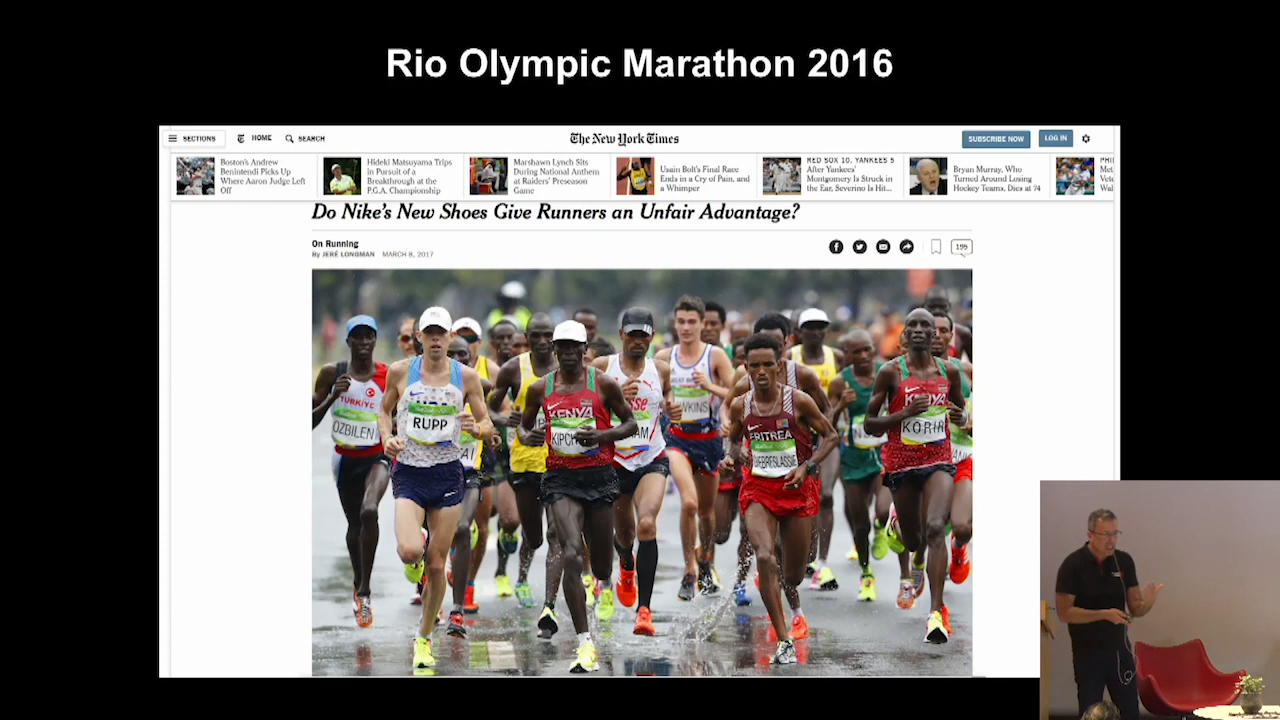 Rio Olympic Marathon 2016
SECTIONS
HOME
SEARCH
The New York Times
SUBSCRIBE NOW
LOG IN
Boston's Andrew
Benintendi Picks Up
Where Aaron Judge Left
Off
Hideki Matsuyama Trips
in Pursuit of a
Breakthrough at the
P.G.A. Championship
Marshawn Lynch Sits
During National Anthem
at Raiders' Preseason
Game
Usain Bolt's Final Race
Ends in a Cry of Pain, and
a Whimper
RED SOX 10, YANKEES 5
After Yankees'
Montgomery Is Struck in
the Ear, Severino Is Hit...
Bryan Murray, Who
Turned Around Losing
Hockey Teams, Dies at 74
Do Nike's New Shoes Give Runners an Unfair Advantage?
On Running
By JERÉ LONGMAN MARCH 8, 2017
195
TÜRKIYE
ÖZBILEN
RUPP
KENYA
ERITREA
KENYA
KORIR